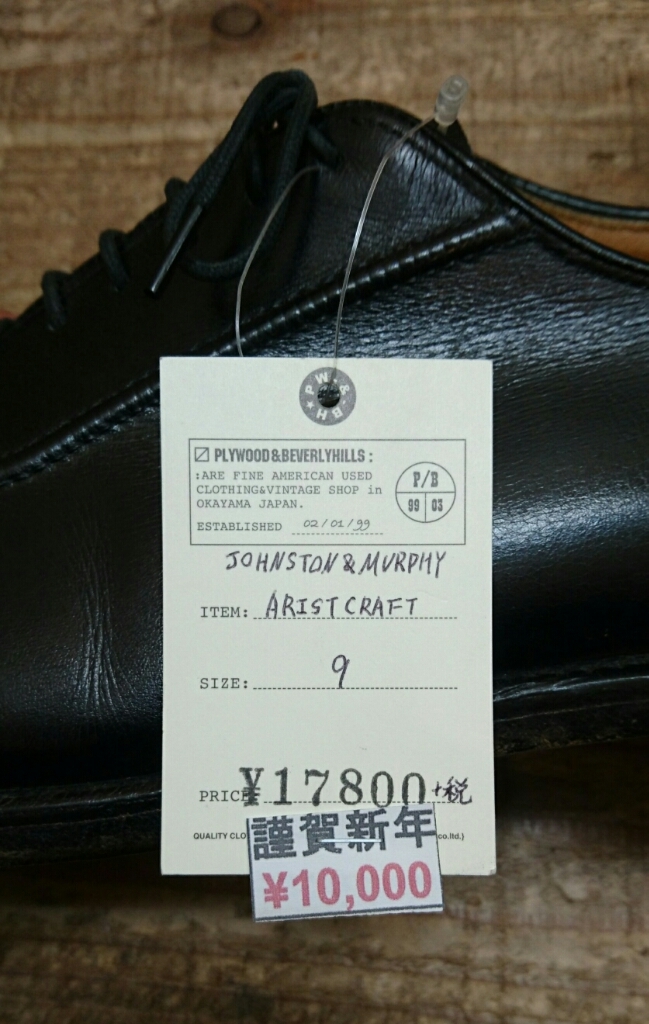 PW・&・BH★
PLYWOOD&BEVERLYHILLS :
:ARE FINE AMERICAN USED
CLOTHING&VINTAGE SHOP in
OKAYAMA JAPAN.
ESTABLISHED 02/01/99
P/B
99 03
JOHNSTON & MURPHY
ITEM: ARISTCRAFT
SIZE: 9
PRICE ¥17800+税
QUALITY CLO co.ltd.)
謹賀新年
¥10,000